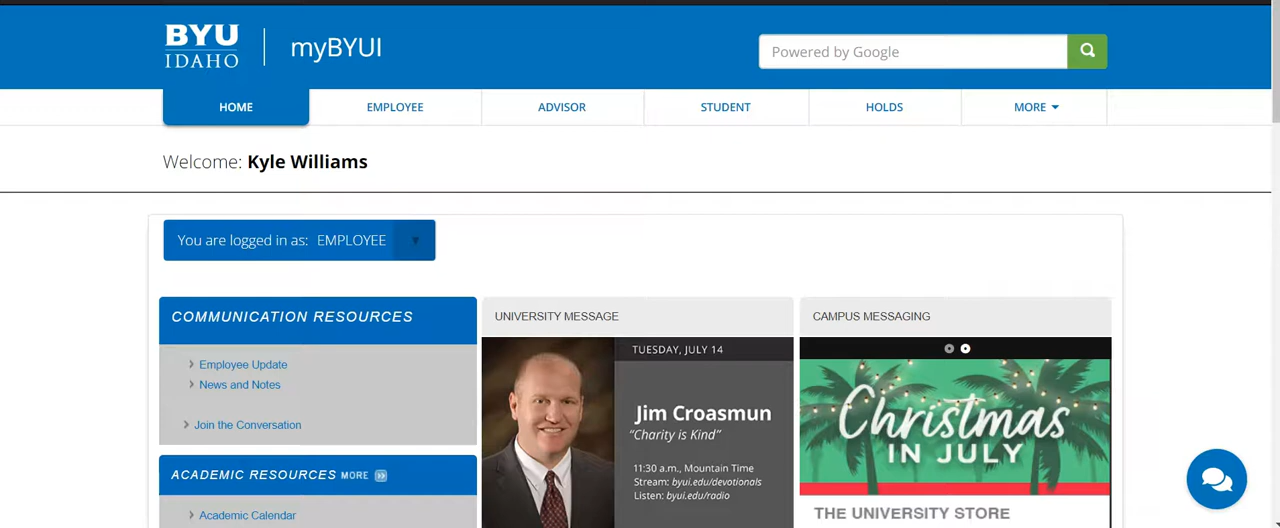 BYU
IDAHO
myBYUI
Powered by Google
HOME
EMPLOYEE
ADVISOR
STUDENT
HOLDS
MORE
Welcome: Kyle Williams
You are logged in as: EMPLOYEE
COMMUNICATION RESOURCES
Employee Update
News and Notes
Join the Conversation
ACADEMIC RESOURCES MORE
Academic Calendar
UNIVERSITY MESSAGE
TUESDAY, JULY 14
Jim Croasmun
“Charity is Kind”
11:30 a.m., Mountain Time
Stream: byui.edu/devotionals
Listen: byui.edu/radio
CAMPUS MESSAGING
Christmas
IN JULY
THE UNIVERSITY STORE